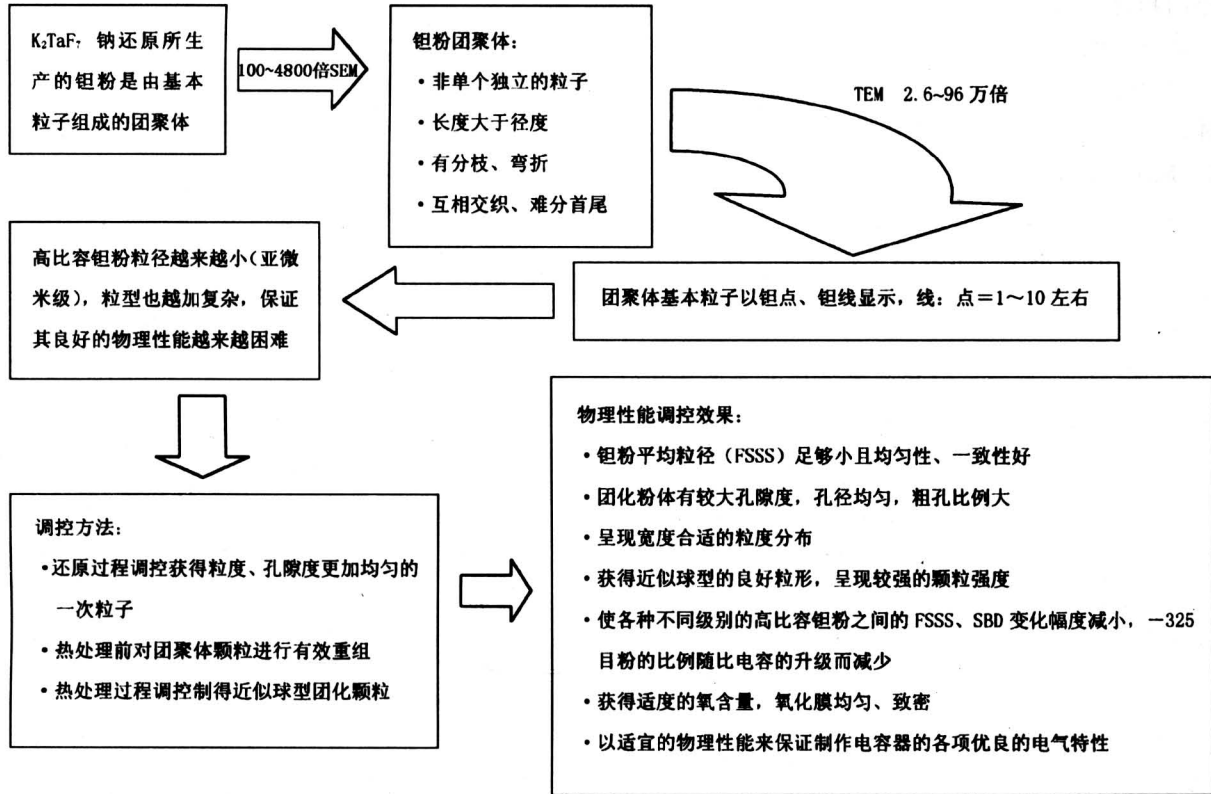 K₂TaF₇ 钠还原所生
产的钽粉是由基本
粒子组成的团聚体
100~4800倍SEM
钽粉团聚体：
·非单个独立的粒子
·长度大于径度
·有分枝、弯折
·互相交织、难分首尾
TEM 2.6~96 万倍
团聚体基本粒子以钽点、钽线显示，线：点＝1～10 左右
高比容钽粉粒径越来越小（亚微
米级），粒型也越加复杂，保证
其良好的物理性能越来越困难
调控方法：
·还原过程调控获得粒度、孔隙度更加均匀的
一次粒子
·热处理前对团聚体颗粒进行有效重组
·热处理过程调控制得近似球型团化颗粒
物理性能调控效果：
·钽粉平均粒径（FSSS）足够小且均匀性、一致性好
·团化粉体有较大孔隙度，孔径均匀，粗孔比例大
·呈现宽度合适的粒度分布
·获得近似球型的良好粒形，呈现较强的颗粒强度
·使各种不同级别的高比容钽粉之间的 FSSS、SBD 变化幅度减小，－325
目粉的比例随比电容的升级而减少
·获得适度的氧含量，氧化膜均匀、致密
·以适宜的物理性能来保证制作电容器的各项优良的电气特性